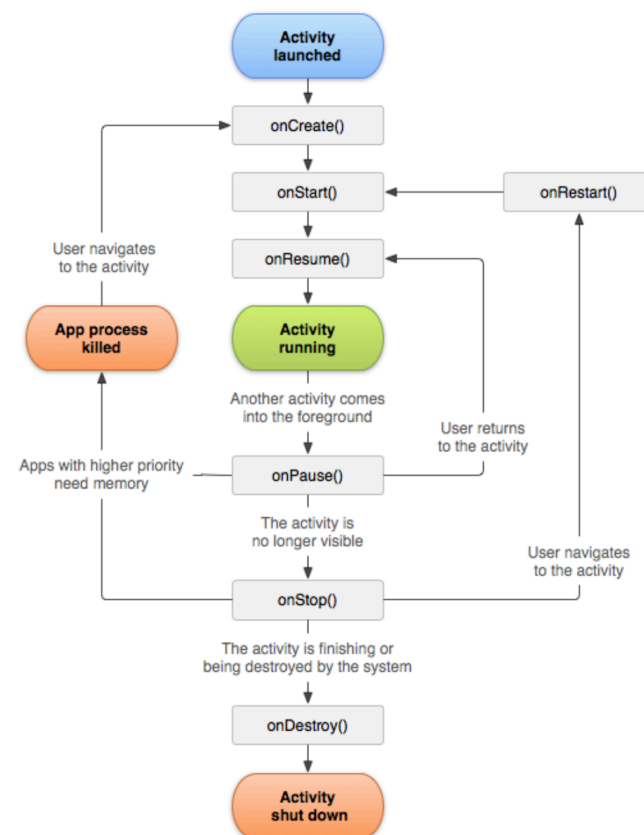 Activity
launched
onCreate()
onStart()
onRestart()
User navigates
to the activity
onResume()
App process
killed
Activity
running
Another activity comes
into the foreground
User returns
to the activity
Apps with higher priority
need memory
onPause()
The activity is
no longer visible
User navigates
to the activity
onStop()
The activity is finishing or
being destroyed by the system
onDestroy()
Activity
shut down